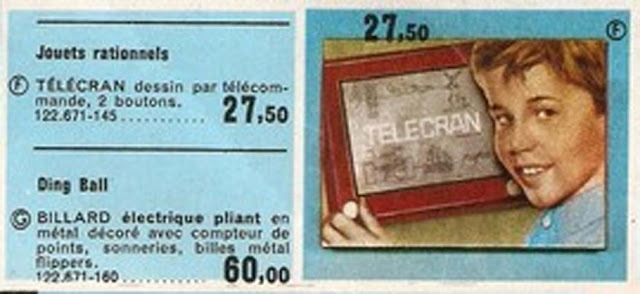 Jouets rationnels
Ⓕ TÉLÉCRAN dessin par télécom-
mande, 2 boutons.
122.671-145 ........... 27,50
Ding Ball
Ⓖ BILLARD électrique pliant en
métal décoré avec compteur de
points, sonneries, billes métal
flippers.
122.671-160 ........... 60,00
27,50 Ⓕ
TELECRAN